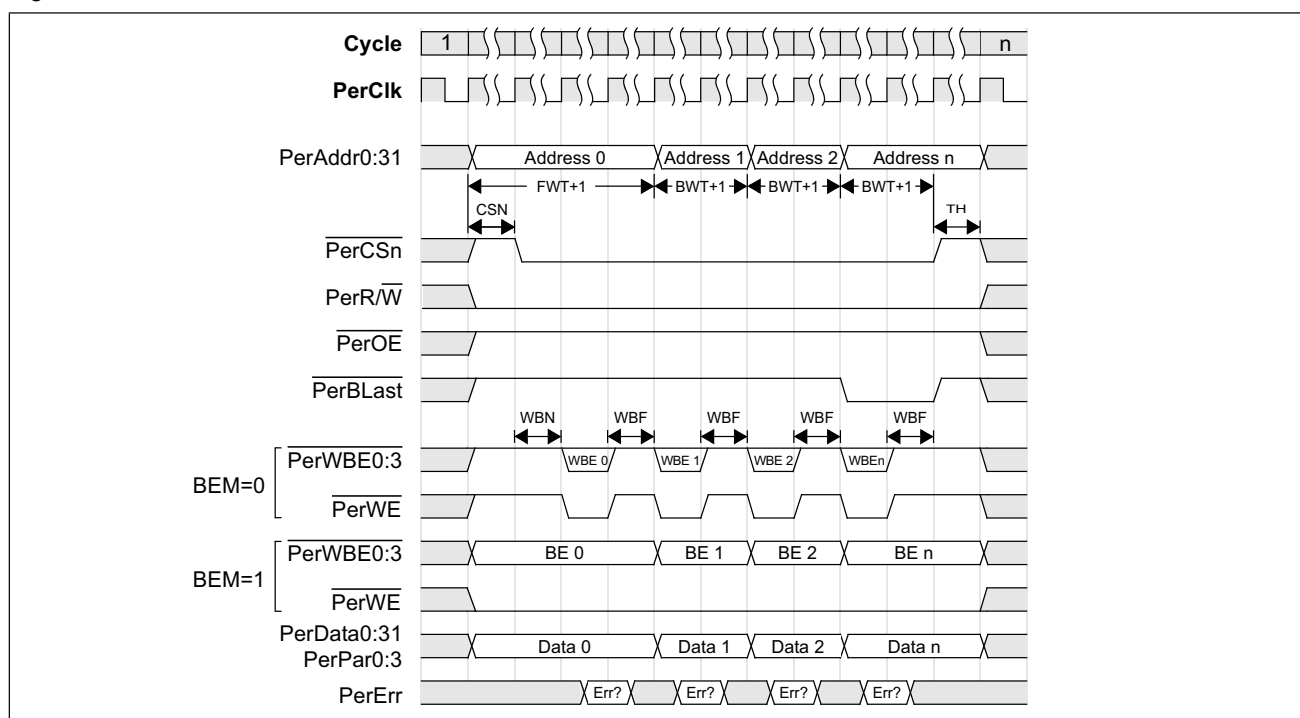 Cycle 1 n
PerClk
PerAddr0:31 Address 0 Address 1 Address 2 Address n
FWT+1 BWT+1 BWT+1 BWT+1
CSN TH
PerCSn
PerR/W
PerOE
PerBLast
WBN WBF WBF WBF WBF
BEM=0
PerWBE0:3 WBE 0 WBE 1 WBE 2 WBEn
PerWE
BEM=1
PerWBE0:3 BE 0 BE 1 BE 2 BE n
PerWE
PerData0:31
PerPar0:3
Data 0 Data 1 Data 2 Data n
PerErr Err? Err? Err? Err?